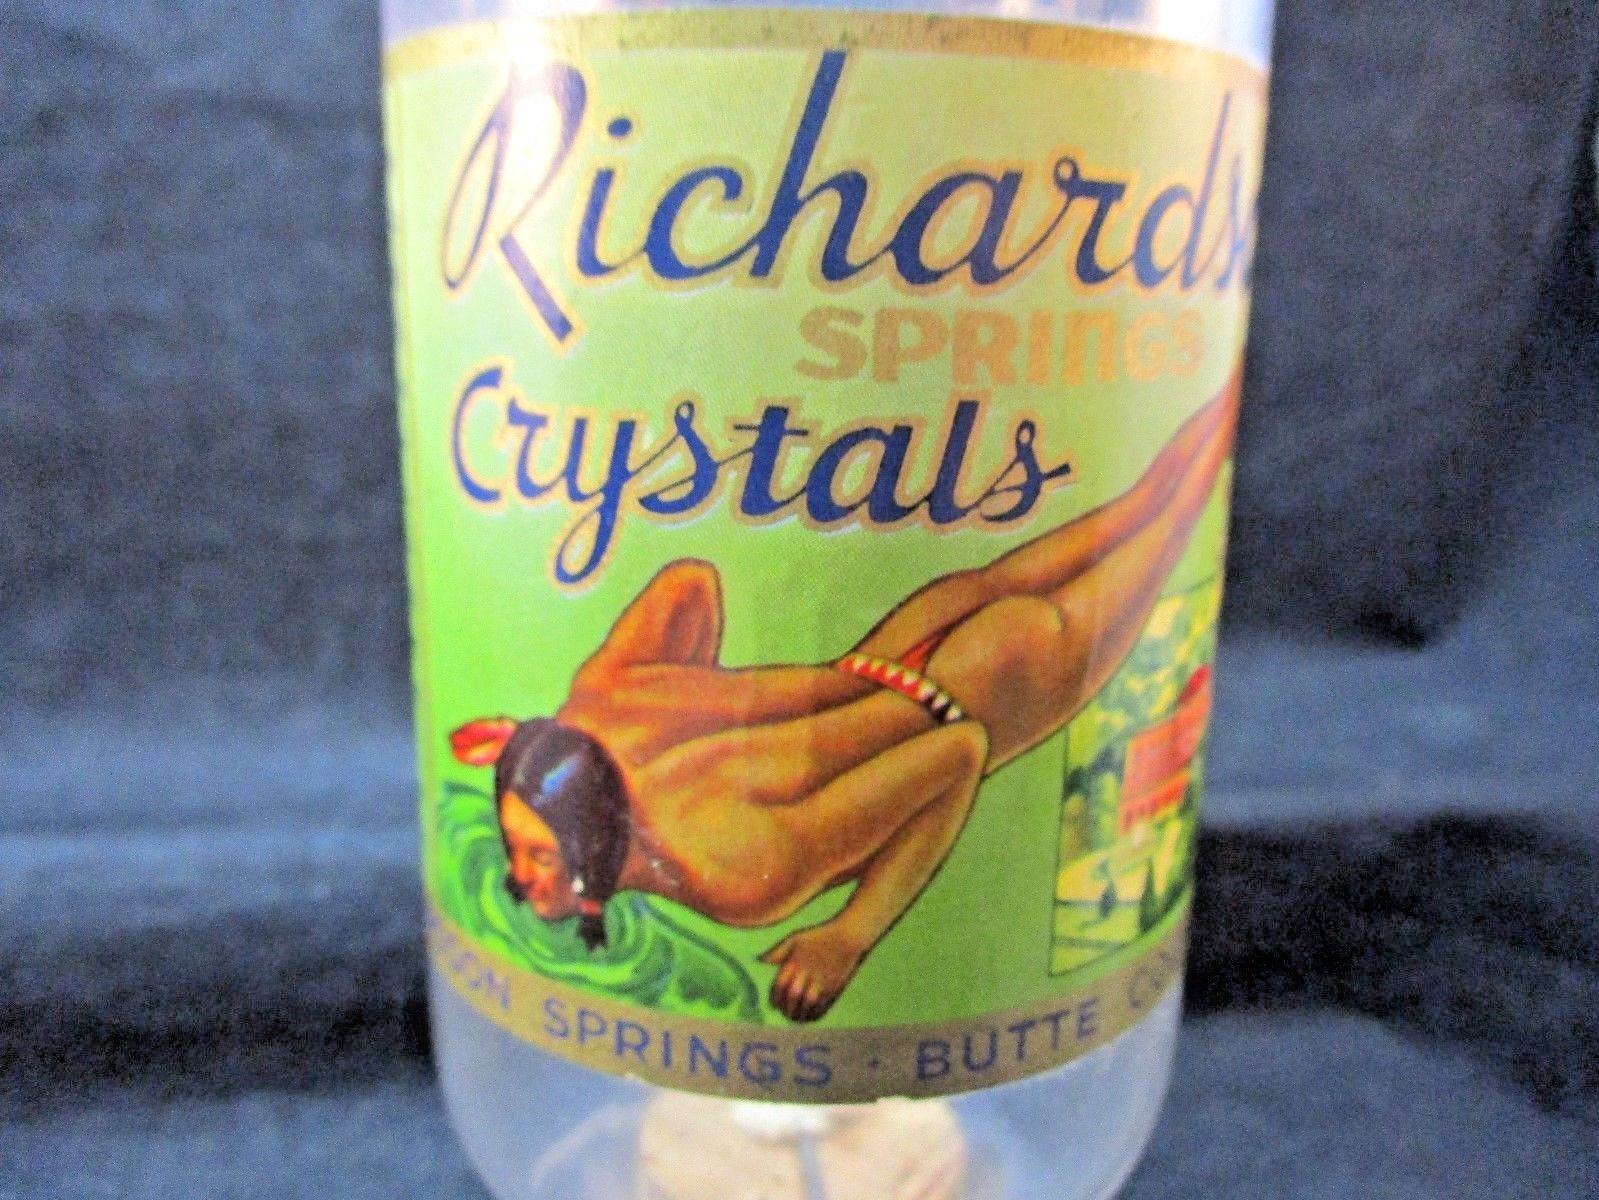 Richards
SPRINGS
Crystals
SPRINGS · BUTTE